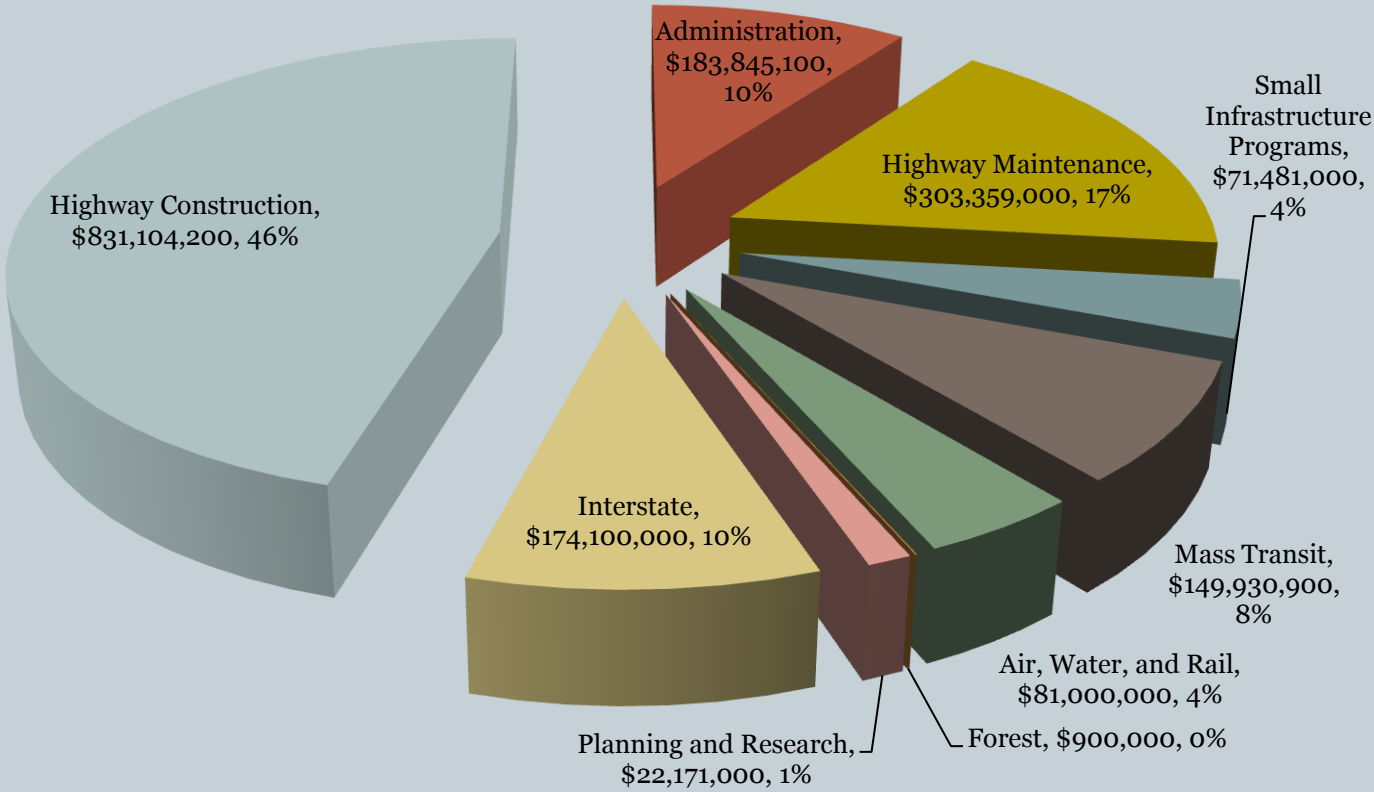 Administration,
$183,845,100,
10%
Small
Infrastructure
Programs,
$71,481,000,
4%
Highway Maintenance,
$303,359,000, 17%
Highway Construction,
$831,104,200, 46%
Interstate,
$174,100,000, 10%
Mass Transit,
$149,930,900,
8%
Air, Water, and Rail,
$81,000,000, 4%
Forest, $900,000, 0%
Planning and Research,
$22,171,000, 1%